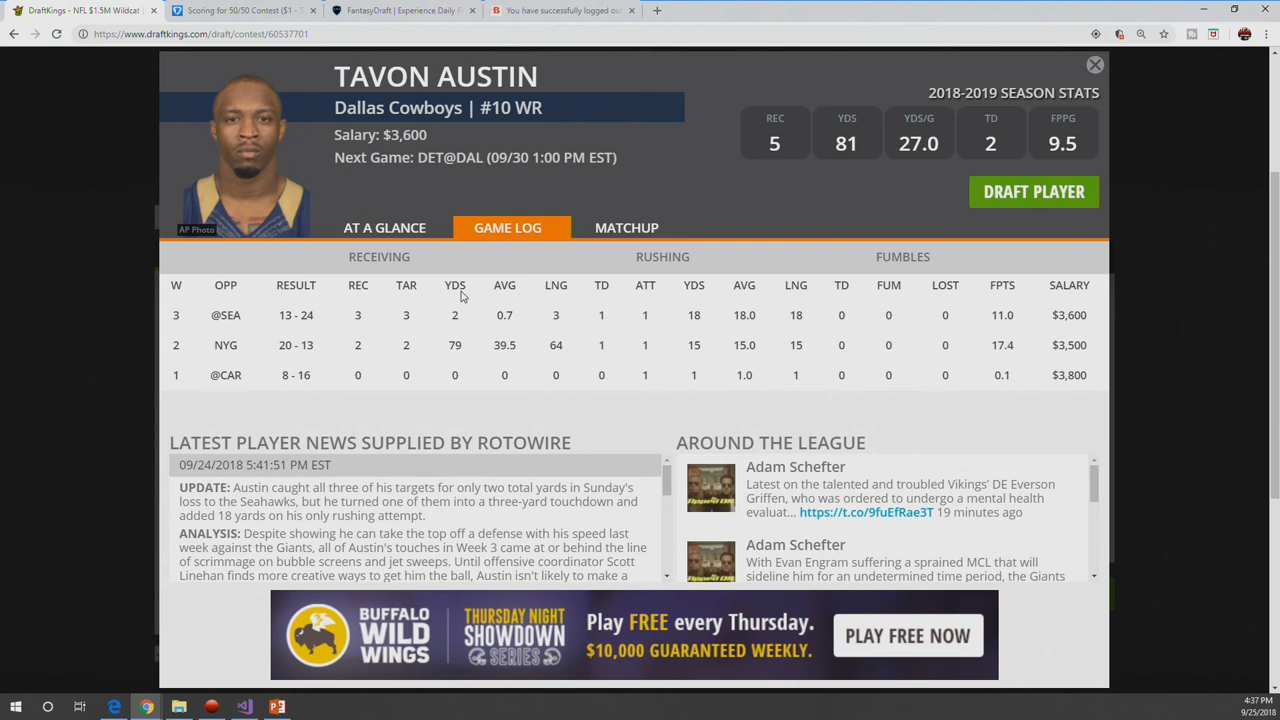 DraftKings - NFL $1.5M Wildcat
Scoring for 50/50 Contest ($1 - T
FantasyDraft | Experience Daily F
You have successfully logged ou
https://www.draftkings.com/draft/contest/60537701
TAVON AUSTIN
Dallas Cowboys | #10 WR
Salary: $3,600
Next Game: DET@DAL (09/30 1:00 PM EST)
2018-2019 SEASON STATS
REC YDS YDS/G TD FPPG
5 81 27.0 2 9.5
DRAFT PLAYER
AP Photo
AT A GLANCE GAME LOG MATCHUP
RECEIVING RUSHING FUMBLES
W OPP RESULT REC TAR YDS AVG LNG TD ATT YDS AVG LNG TD FUM LOST FPTS SALARY
3 @SEA 13 - 24 3 3 2 0.7 3 1 1 18 18.0 18 0 0 0 11.0 $3,600
2 NYG 20 - 13 2 2 79 39.5 64 1 1 15 15.0 15 0 0 0 17.4 $3,500
1 @CAR 8 - 16 0 0 0 0 0 0 1 1 1.0 1 0 0 0 0.1 $3,800
LATEST PLAYER NEWS SUPPLIED BY ROTOWIRE
09/24/2018 5:41:51 PM EST
UPDATE: Austin caught all three of his targets for only two total yards in Sunday's
loss to the Seahawks, but he turned one of them into a three-yard touchdown and
added 18 yards on his only rushing attempt.
ANALYSIS: Despite showing he can take the top off a defense with his speed last
week against the Giants, all of Austin's touches in Week 3 came at or behind the line
of scrimmage on bubble screens and jet sweeps. Until offensive coordinator Scott
Linehan finds more creative ways to get him the ball, Austin isn't likely to make a
AROUND THE LEAGUE
Adam Schefter
Latest on the talented and troubled Vikings' DE Everson
Griffen, who was ordered to undergo a mental health
evaluat... https://t.co/9fuEfRae3T 19 minutes ago
Adam Schefter
With Evan Engram suffering a sprained MCL that will
sideline him for an undetermined time period, the Giants
BUFFALO
WILD
WINGS
THURSDAY NIGHT
SHOWDOWN
SERIES
Play FREE every Thursday.
$10,000 GUARANTEED WEEKLY.
PLAY FREE NOW
4:37 PM
9/25/2018